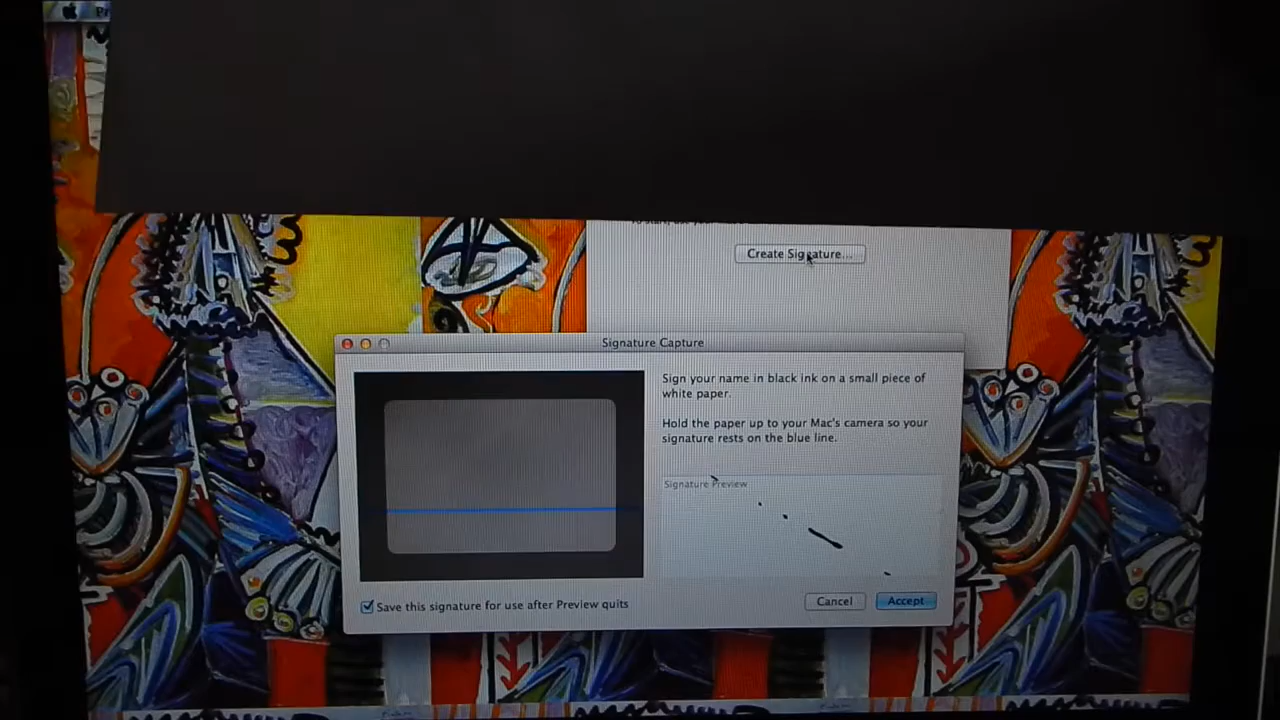 Create Signature...
Signature Capture
Sign your name in black ink on a small piece of
white paper.
Hold the paper up to your Mac's camera so your
signature rests on the blue line.
Signature Preview
Save this signature for use after Preview quits
Cancel
Accept